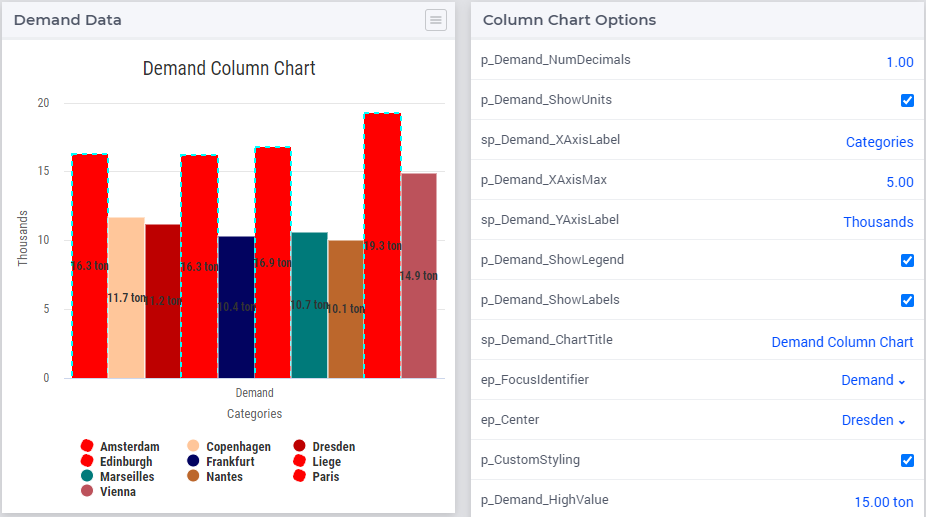 Demand Data
Demand Column Chart
20
15
10
5
0
Thousands
16.3 ton
11.7 ton
11.2 ton
16.3 ton
10.4 ton
16.9 ton
10.7 ton
10.1 ton
19.3 ton
14.9 ton
Demand
Categories
Amsterdam Copenhagen Dresden
Edinburgh Frankfurt Liege
Marseilles Nantes Paris
Vienna
Column Chart Options
p_Demand_NumDecimals 1.00
p_Demand_ShowUnits
sp_Demand_XAxisLabel Categories
p_Demand_XAxisMax 5.00
sp_Demand_YAxisLabel Thousands
p_Demand_ShowLegend
p_Demand_ShowLabels
sp_Demand_ChartTitle Demand Column Chart
ep_FocusIdentifier Demand
ep_Center Dresden
p_CustomStyling
p_Demand_HighValue 15.00 ton